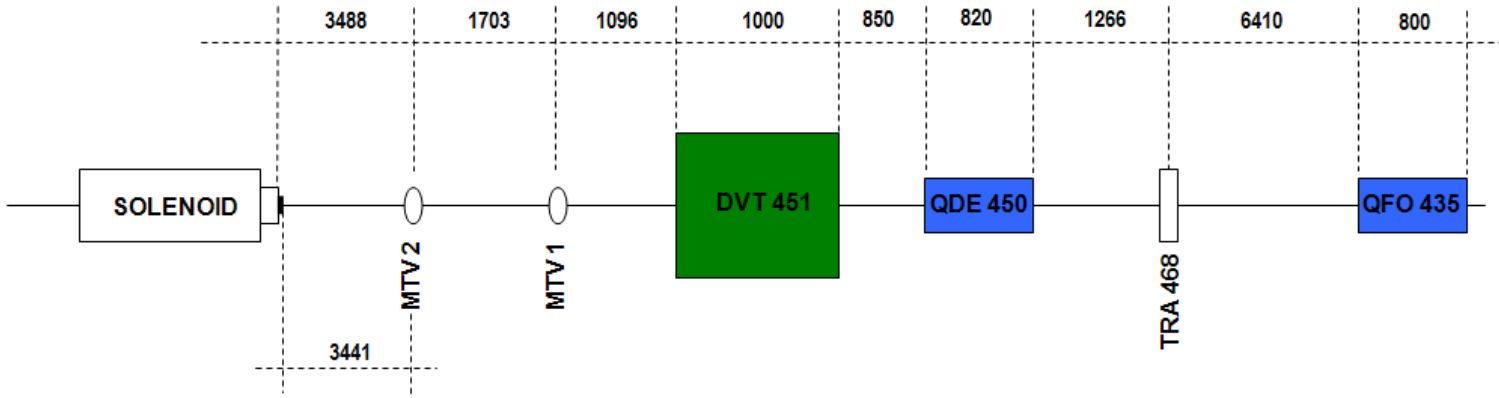 3488 1703 1096 1000 850 820 1266 6410 800
SOLENOID DVT 451 QDE 450 QFO 435
MTV 2
MTV 1
TRA 468
3441